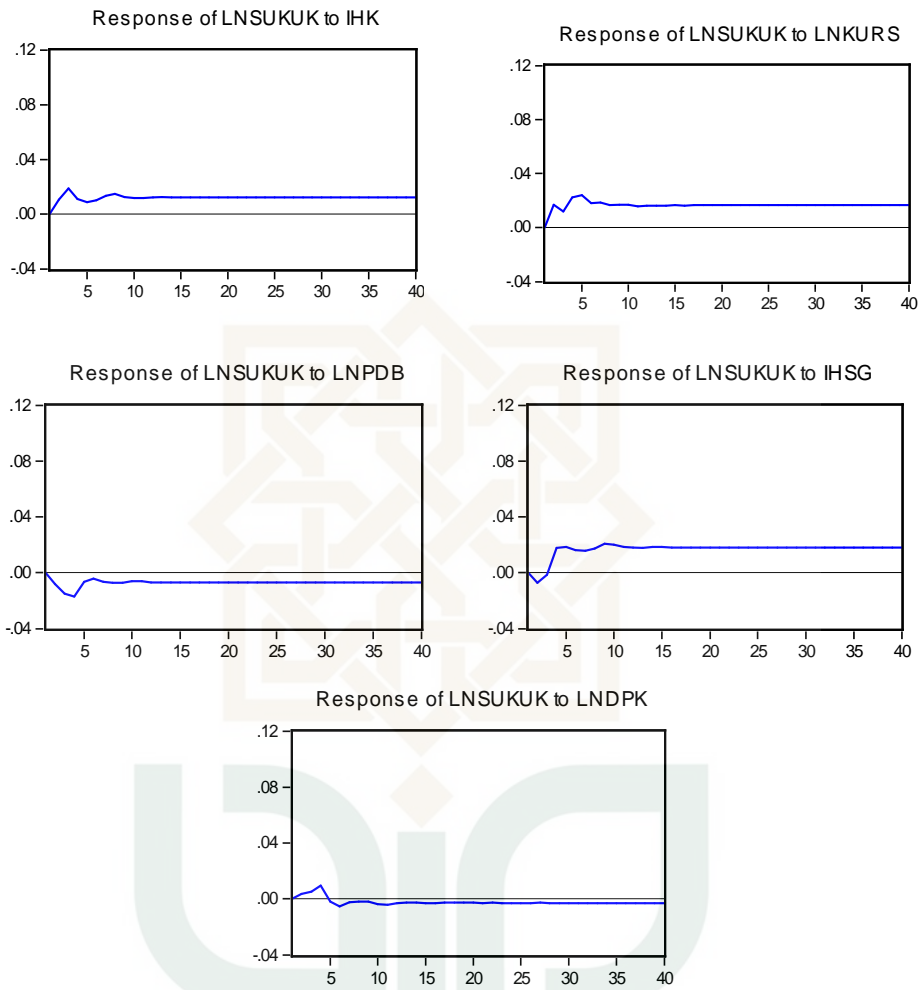 Response of LNSUKUK to IHK
.12
.08
.04
.00
-.04
5 10 15 20 25 30 35 40
Response of LNSUKUK to LNKURS
.12
.08
.04
.00
-.04
5 10 15 20 25 30 35 40
Response of LNSUKUK to LNPDB
.12
.08
.04
.00
-.04
5 10 15 20 25 30 35 40
Response of LNSUKUK to IHSG
.12
.08
.04
.00
-.04
5 10 15 20 25 30 35 40
Response of LNSUKUK to LNDPK
.12
.08
.04
.00
-.04
5 10 15 20 25 30 35 40